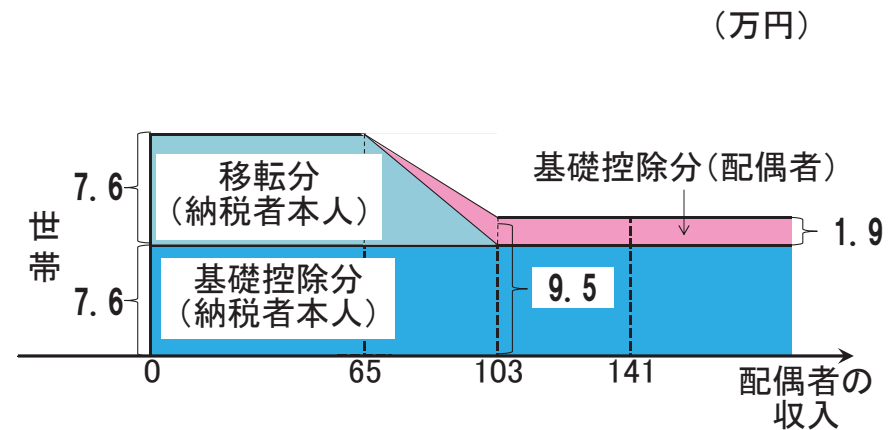 （万円）
7.6
移転分
（納税者本人）
基礎控除分（配偶者）
1.9
世帯
7.6
基礎控除分
（納税者本人）
9.5
0
65
103
141
配偶者の
収入